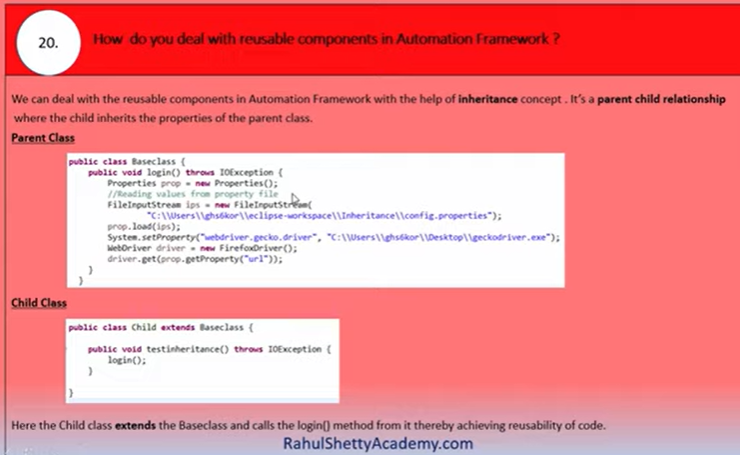 20.
How do you deal with reusable components in Automation Framework ?
We can deal with the reusable components in Automation Framework with the help of inheritance concept . It's a parent child relationship
where the child inherits the properties of the parent class.
Parent Class
public class Baseclass {
public void login() throws IOException {
Properties prop = new Properties();
//Reading values from property file
FileInputStream ips = new FileInputStream(
"C:\\Users\\ghs6kor\\eclipse-workspace\\Inheritance\\config.properties");
prop.load(ips);
System.setProperty("webdriver.gecko.driver", "C:\\Users\\ghs6kor\\Desktop\\geckodriver.exe");
WebDriver driver = new FirefoxDriver();
driver.get(prop.getProperty("url"));
}
}
Child Class
public class Child extends Baseclass {
public void testinheritance() throws IOException {
login();
}
}
Here the Child class extends the Baseclass and calls the login() method from it thereby achieving reusability of code.
RahulShettyAcademy.com